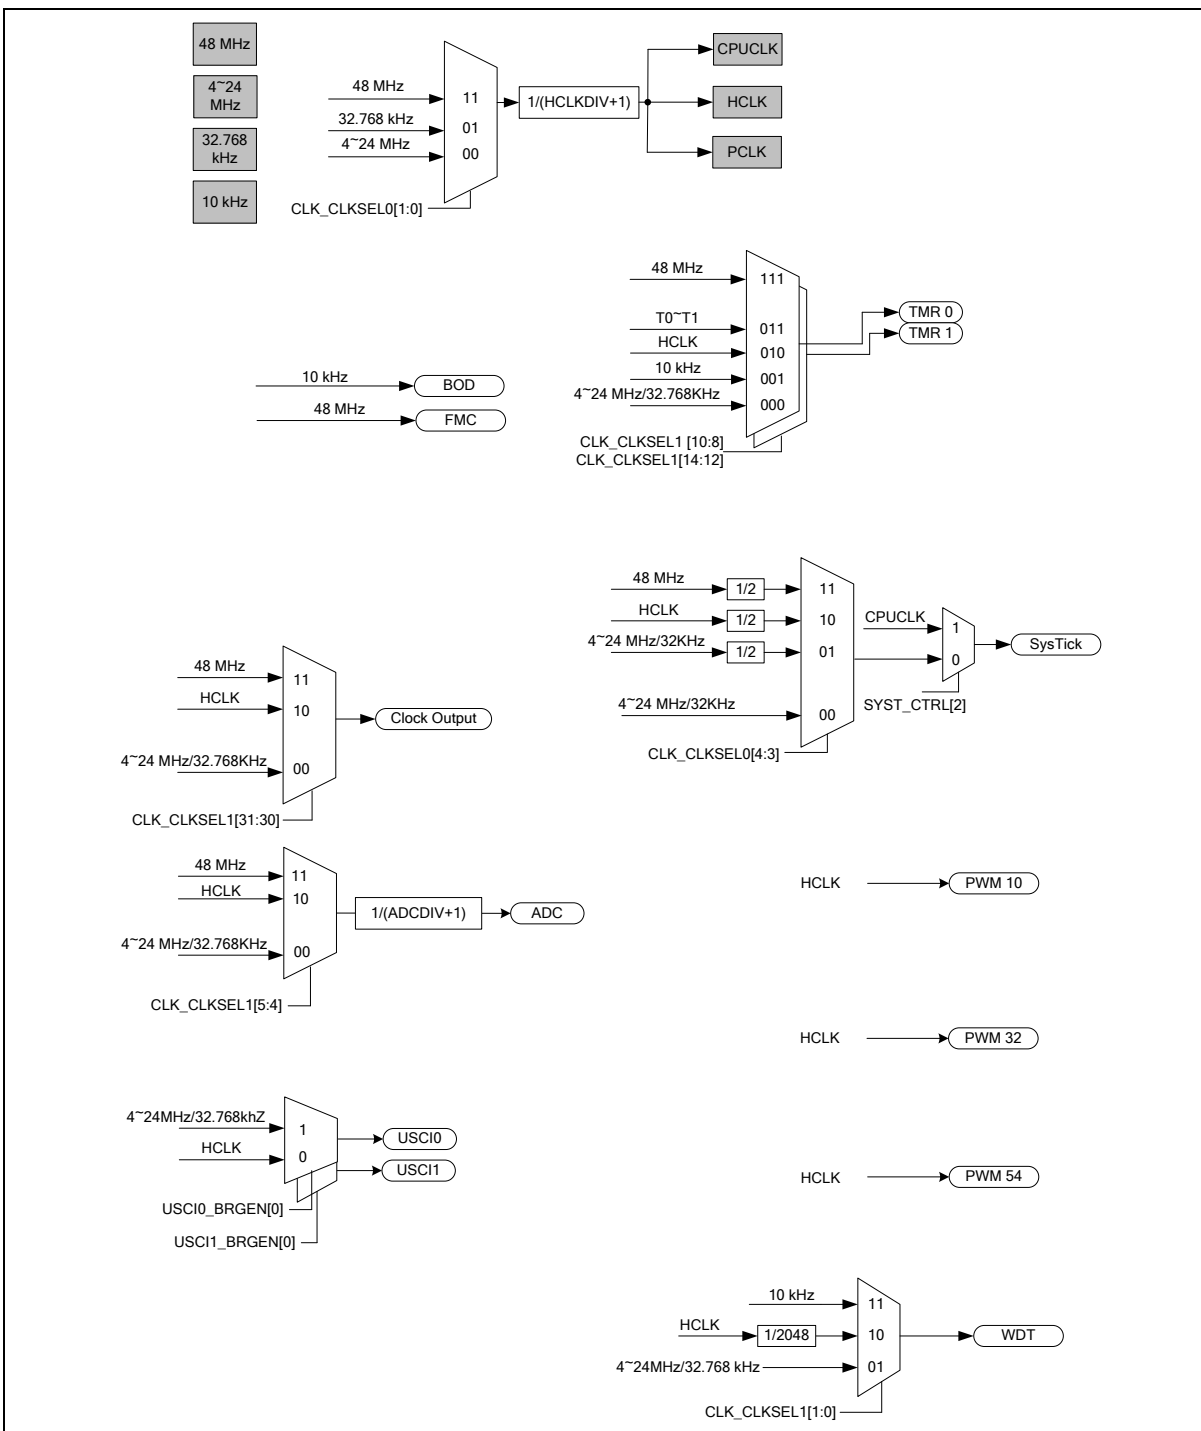 48 MHz
4~24
MHz
32.768
kHz
10 kHz
48 MHz
32.768 kHz
4~24 MHz
11
01
00
CLK_CLKSEL0[1:0]
1/(HCLKDIV+1)
CPUCLK
HCLK
PCLK
48 MHz
T0~T1
HCLK
10 kHz
4~24 MHz/32.768KHz
111
011
010
001
000
TMR 0
TMR 1
CLK_CLKSEL1 [10:8]
CLK_CLKSEL1[14:12]
10 kHz
BOD
48 MHz
FMC
48 MHz
1/2
11
HCLK
1/2
10
4~24 MHz/32KHz
1/2
01
4~24 MHz/32KHz
00
CLK_CLKSEL0[4:3]
CPUCLK
1
0
SYST_CTRL[2]
SysTick
48 MHz
11
HCLK
10
4~24 MHz/32.768KHz
00
Clock Output
CLK_CLKSEL1[31:30]
48 MHz
11
HCLK
10
4~24 MHz/32.768KHz
00
1/(ADCDIV+1)
ADC
CLK_CLKSEL1[5:4]
HCLK
PWM 10
HCLK
PWM 32
4~24MHz/32.768khZ
1
HCLK
0
USCI0
USCI1
USCI0_BRGEN[0]
USCI1_BRGEN[0]
HCLK
PWM 54
10 kHz
11
HCLK
1/2048
10
4~24MHz/32.768 kHz
01
WDT
CLK_CLKSEL1[1:0]